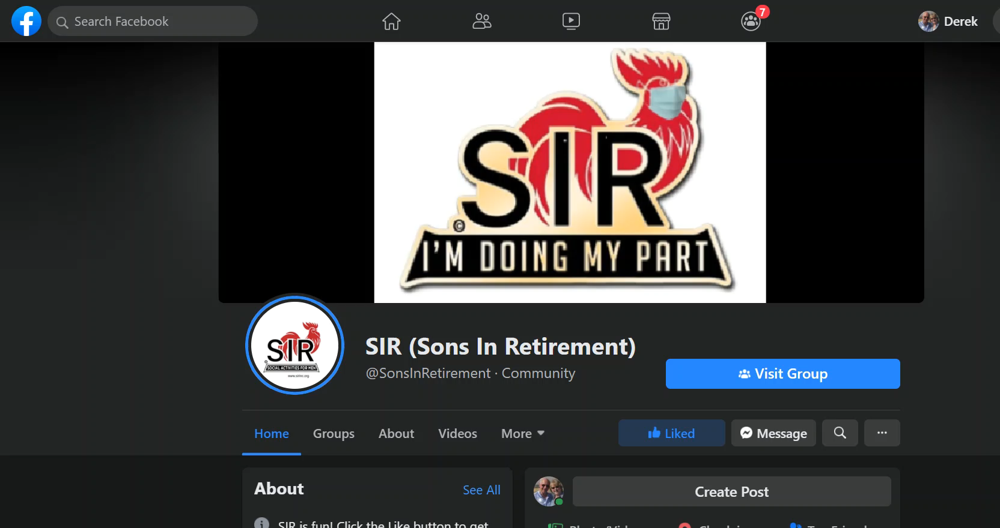 Search Facebook
7
Derek
SIR
©
I'M DOING MY PART
SIR
©
SOCIAL ACTIVITIES FOR MEN
www.sirinc.org
SIR (Sons In Retirement)
@SonsInRetirement · Community
Visit Group
Home Groups About Videos More
Liked Message ...
About See All
Create Post
SIR is fun! Click the Like button to get